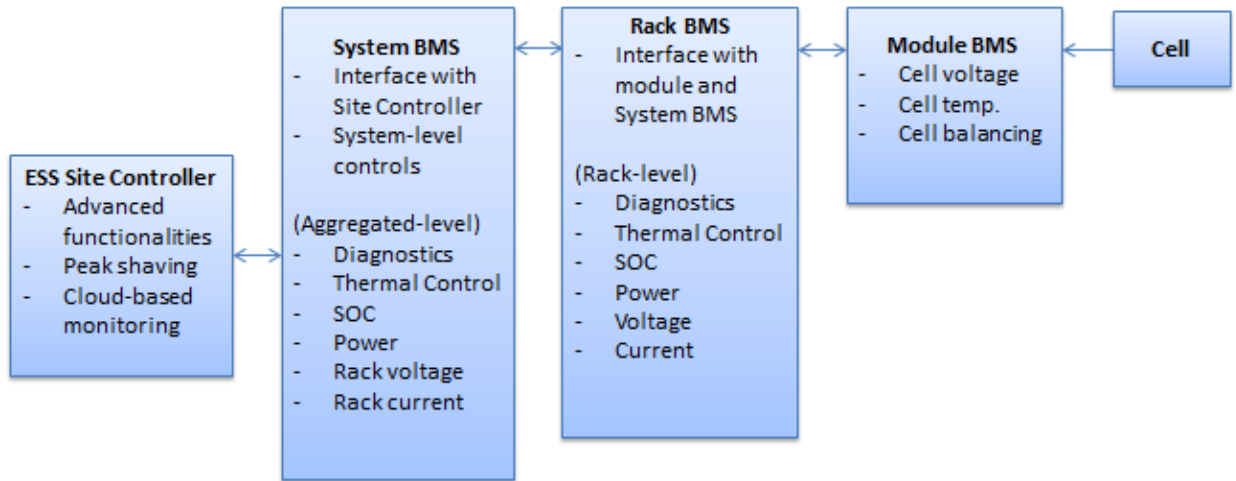 ESS Site Controller
- Advanced
functionalities
- Peak shaving
- Cloud-based
monitoring
System BMS
- Interface with
Site Controller
- System-level
controls
(Aggregated-level)
- Diagnostics
- Thermal Control
- SOC
- Power
- Rack voltage
- Rack current
Rack BMS
- Interface with
module and
System BMS
(Rack-level)
- Diagnostics
- Thermal Control
- SOC
- Power
- Voltage
- Current
Module BMS
- Cell voltage
- Cell temp.
- Cell balancing
Cell